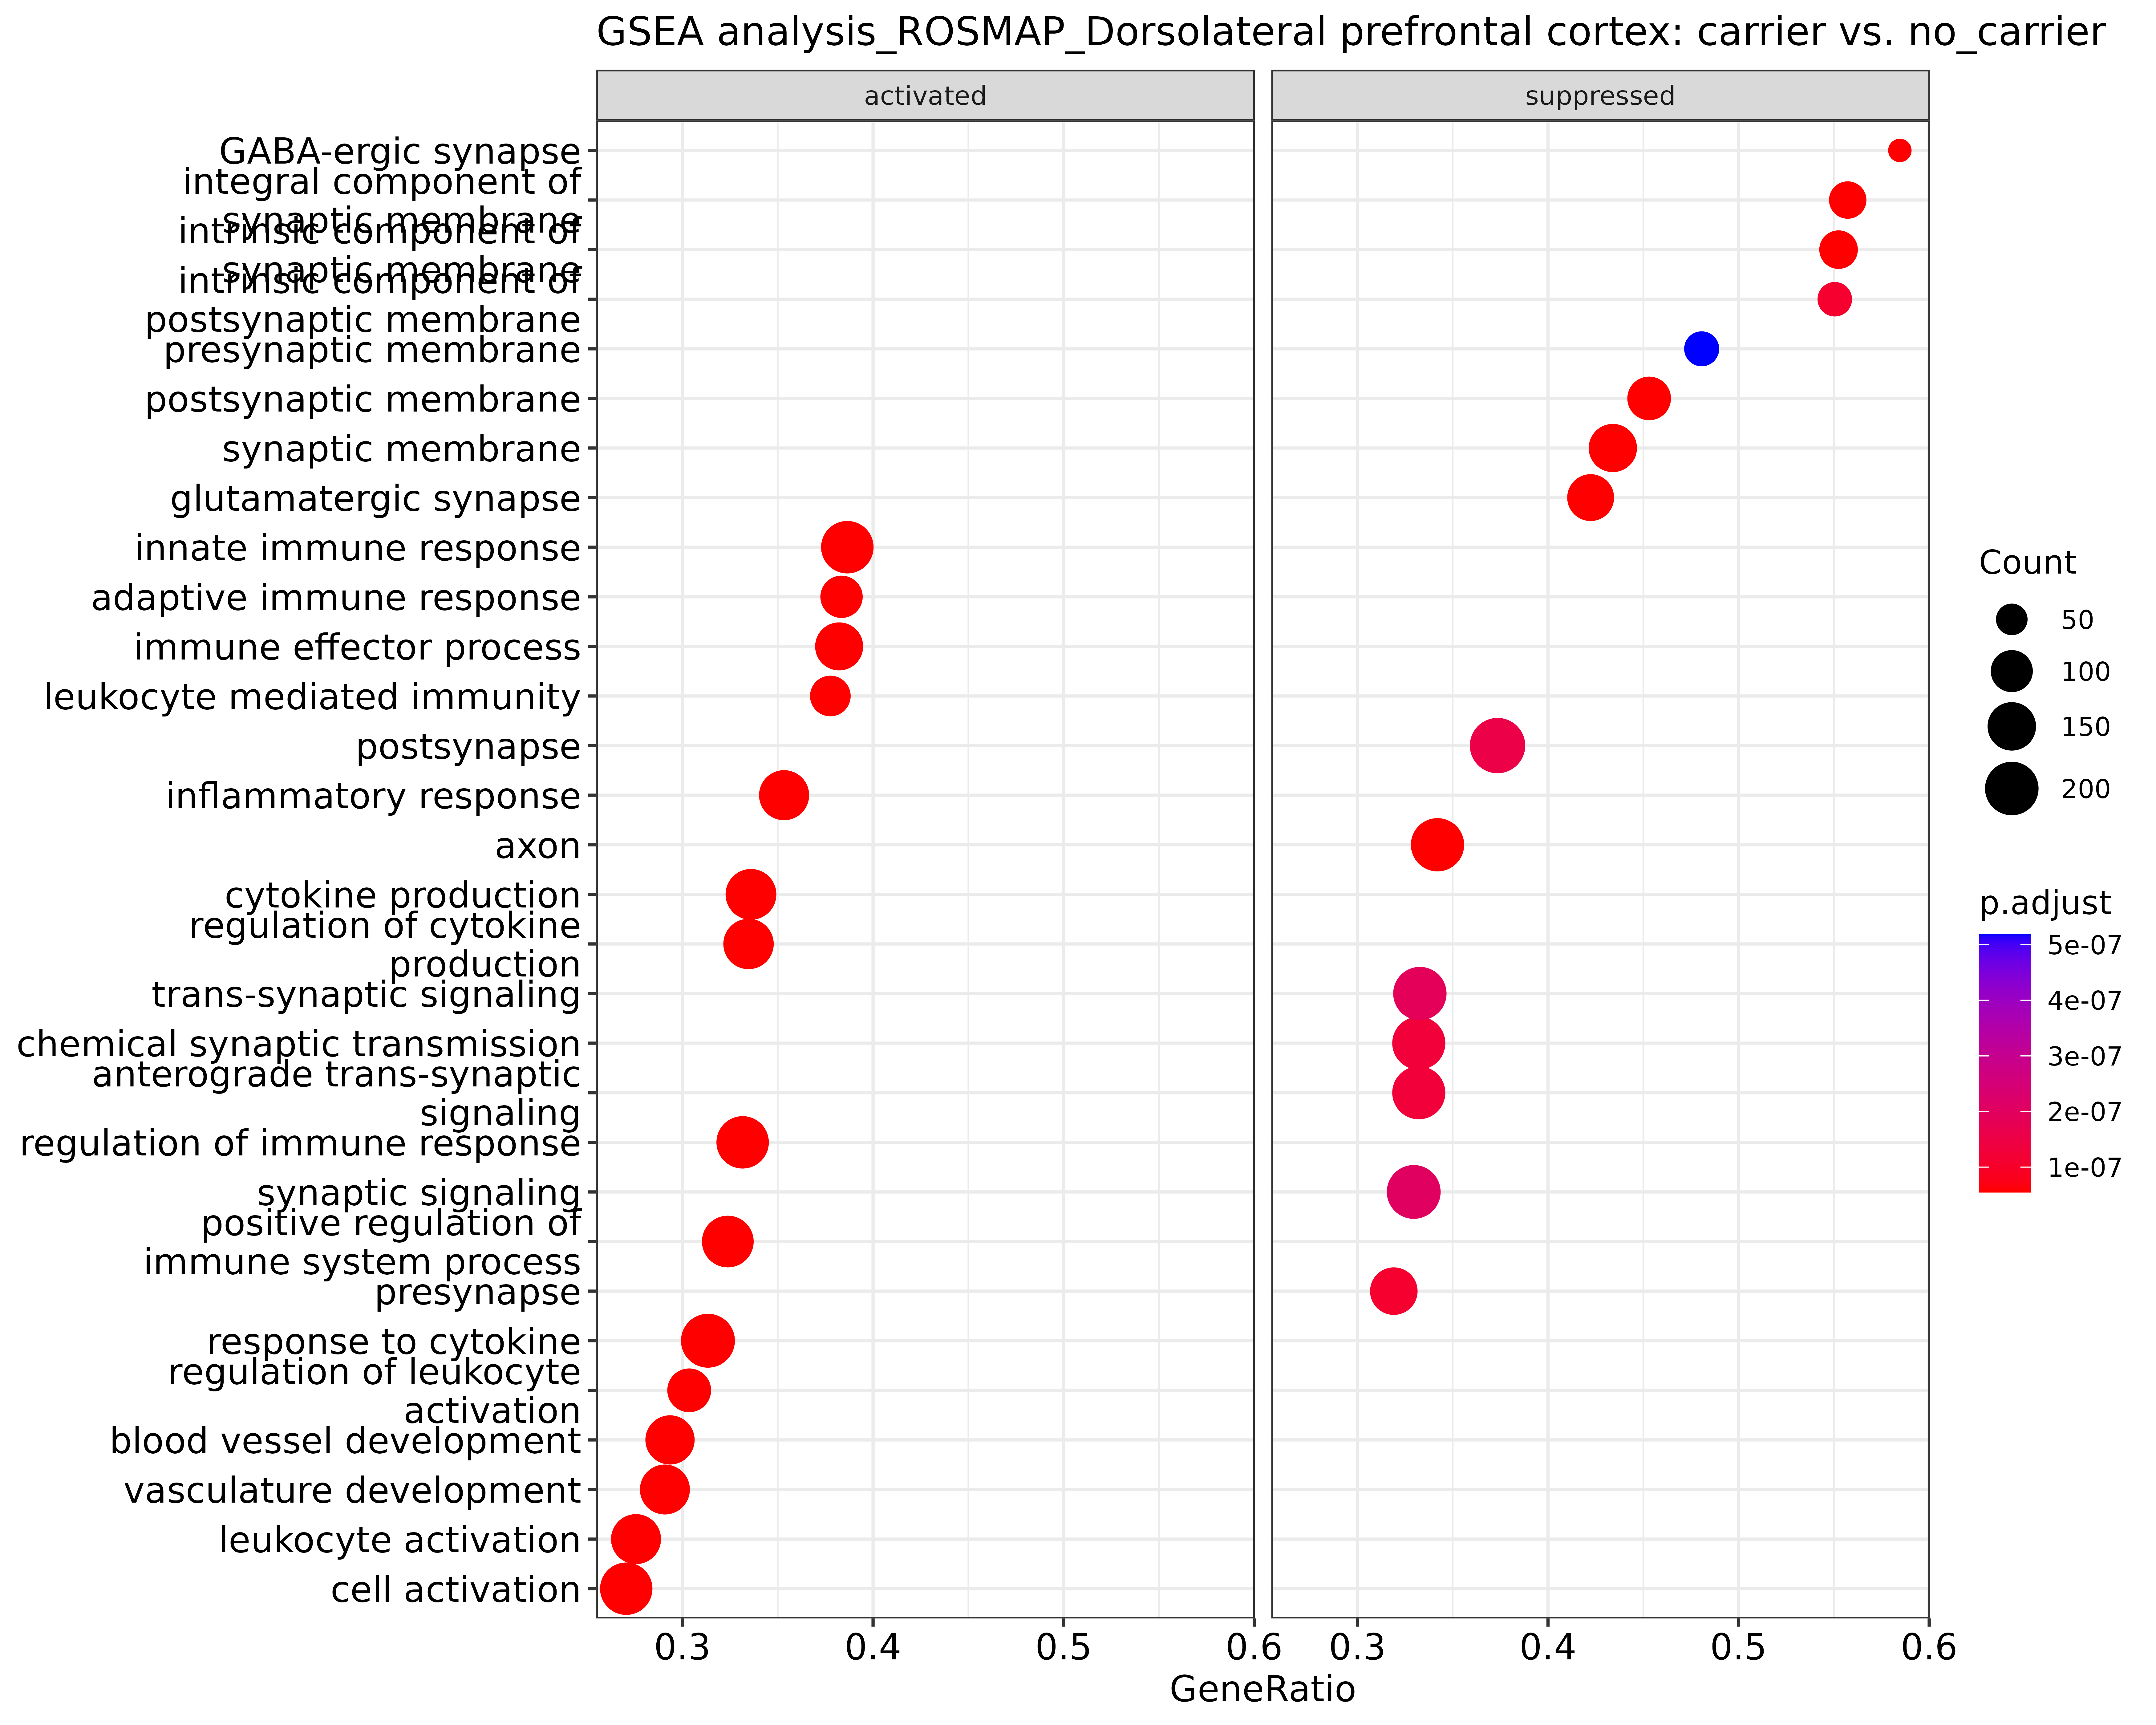 GSEA analysis_ROSMAP_Dorsolateral prefrontal cortex: carrier vs. no_carrier
activated
suppressed
GABA-ergic synapse
integral component of
synaptic membrane
intrinsic component of
synaptic membrane
intrinsic component of
postsynaptic membrane
presynaptic membrane
postsynaptic membrane
synaptic membrane
glutamatergic synapse
innate immune response
adaptive immune response
immune effector process
leukocyte mediated immunity
postsynapse
inflammatory response
axon
cytokine production
regulation of cytokine
production
trans-synaptic signaling
chemical synaptic transmission
anterograde trans-synaptic
signaling
regulation of immune response
synaptic signaling
positive regulation of
immune system process
presynapse
response to cytokine
regulation of leukocyte
activation
blood vessel development
vasculature development
leukocyte activation
cell activation
0.3 0.4 0.5 0.6 0.3 0.4 0.5 0.6
GeneRatio
Count
50
100
150
200
p.adjust
5e-07
4e-07
3e-07
2e-07
1e-07